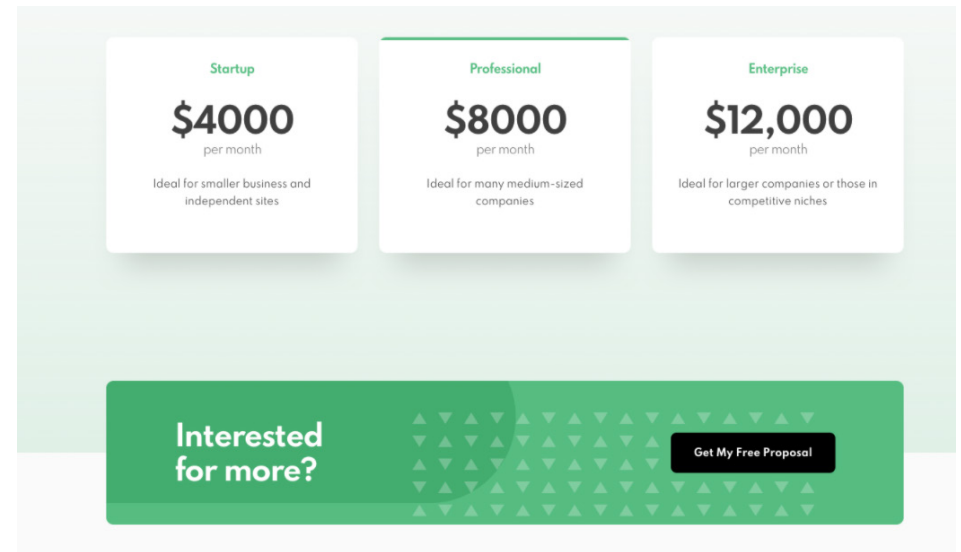 Startup
$4000
per month
Ideal for smaller business and
independent sites
Professional
$8000
per month
Ideal for many medium-sized
companies
Enterprise
$12,000
per month
Ideal for larger companies or those in
competitive niches
Interested
for more?
Get My Free Proposal